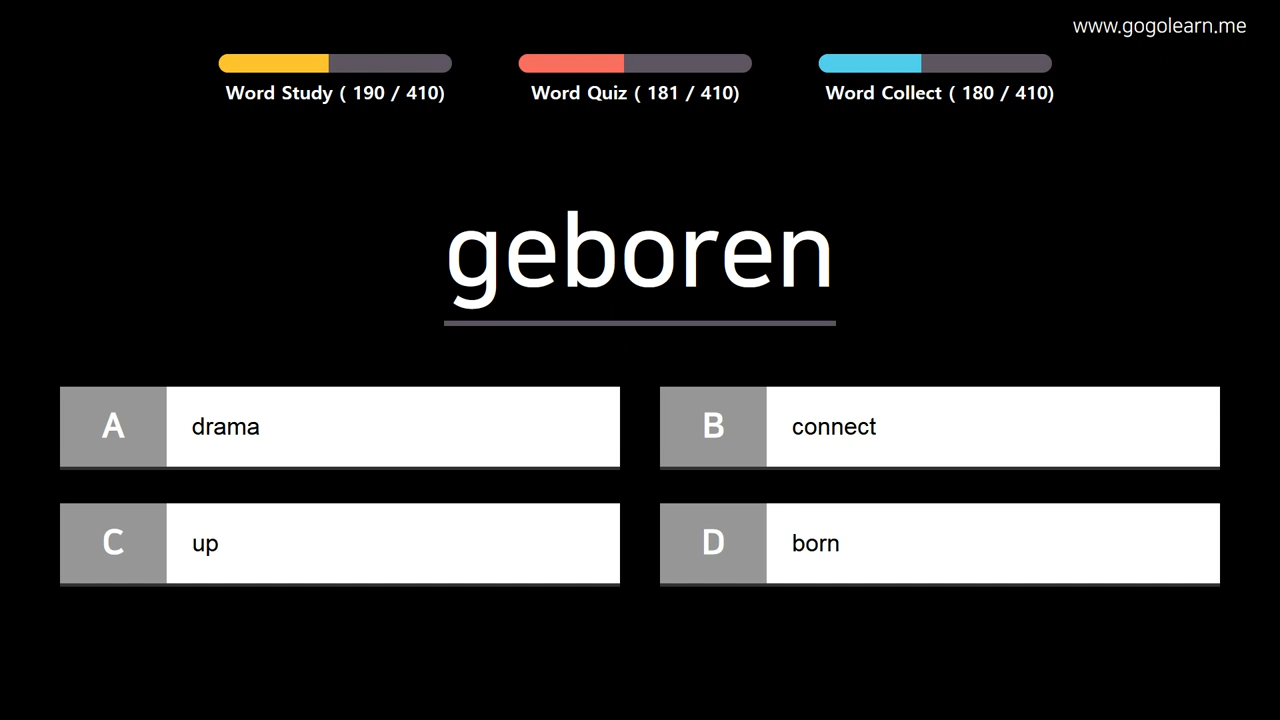 www.gogolearn.me
Word Study ( 190 / 410)
Word Quiz ( 181 / 410)
Word Collect ( 180 / 410)
geboren
A drama
B connect
C up
D born